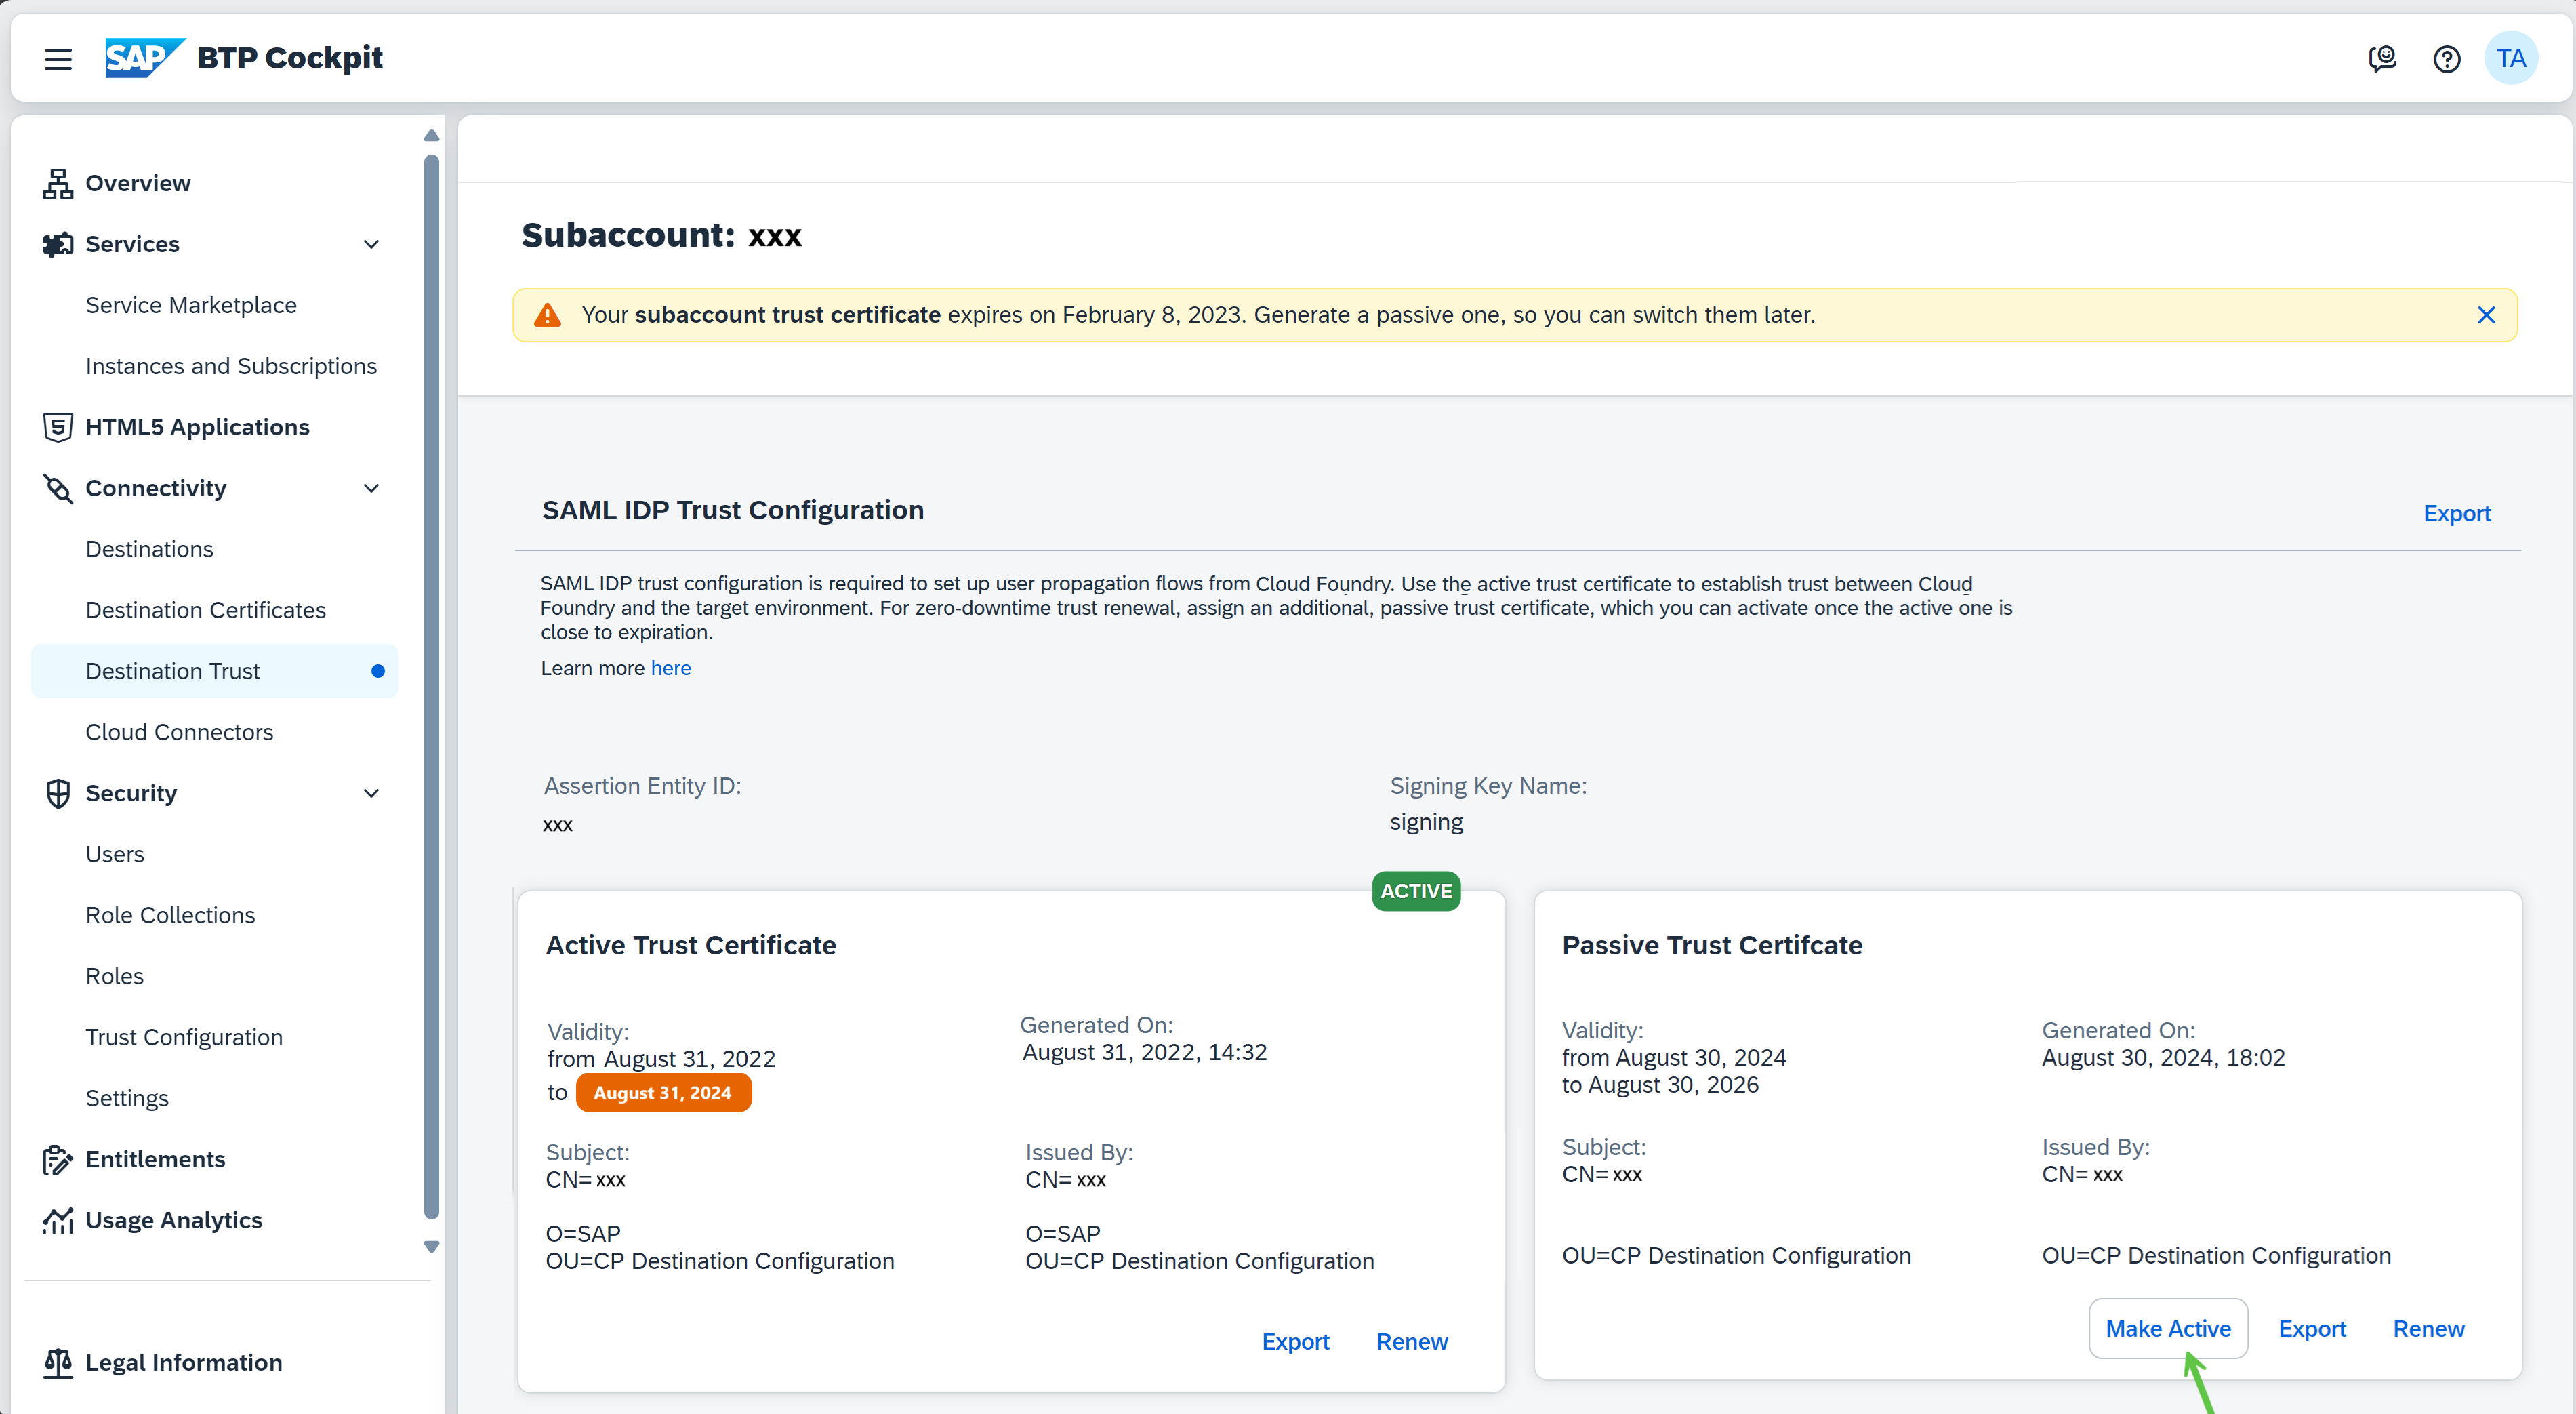 SAP BTP Cockpit
TA
Overview
Services
Service Marketplace
Instances and Subscriptions
HTML5 Applications
Connectivity
Destinations
Destination Certificates
Destination Trust
Cloud Connectors
Security
Users
Role Collections
Roles
Trust Configuration
Settings
Entitlements
Usage Analytics
Legal Information
Subaccount: xxx
Your subaccount trust certificate expires on February 8, 2023. Generate a passive one, so you can switch them later.
SAML IDP Trust Configuration
Export
SAML IDP trust configuration is required to set up user propagation flows from Cloud Foundry. Use the active trust certificate to establish trust between Cloud
Foundry and the target environment. For zero-downtime trust renewal, assign an additional, passive trust certificate, which you can activate once the active one is
close to expiration.
Learn more here
Assertion Entity ID:
xxx
Signing Key Name:
signing
ACTIVE
Active Trust Certificate
Validity:
from August 31, 2022
to August 31, 2024
Generated On:
August 31, 2022, 14:32
Subject:
CN= xxx
O=SAP
OU=CP Destination Configuration
Issued By:
CN= xxx
O=SAP
OU=CP Destination Configuration
Export Renew
Passive Trust Certifcate
Validity:
from August 30, 2024
to August 30, 2026
Generated On:
August 30, 2024, 18:02
Subject:
CN= xxx
OU=CP Destination Configuration
Issued By:
CN= xxx
OU=CP Destination Configuration
Make Active Export Renew